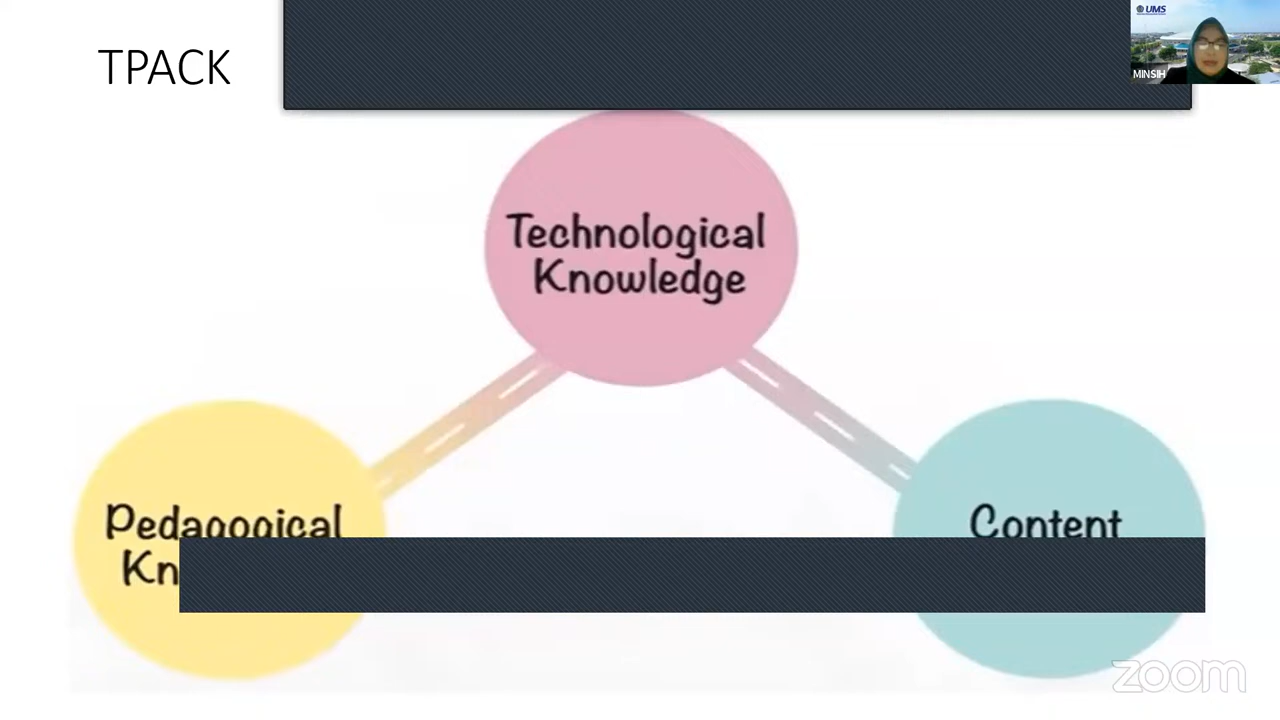 TPACK
UMS
MINSIH
Technological
Knowledge
Pedagogical
Kn
Content
zoom